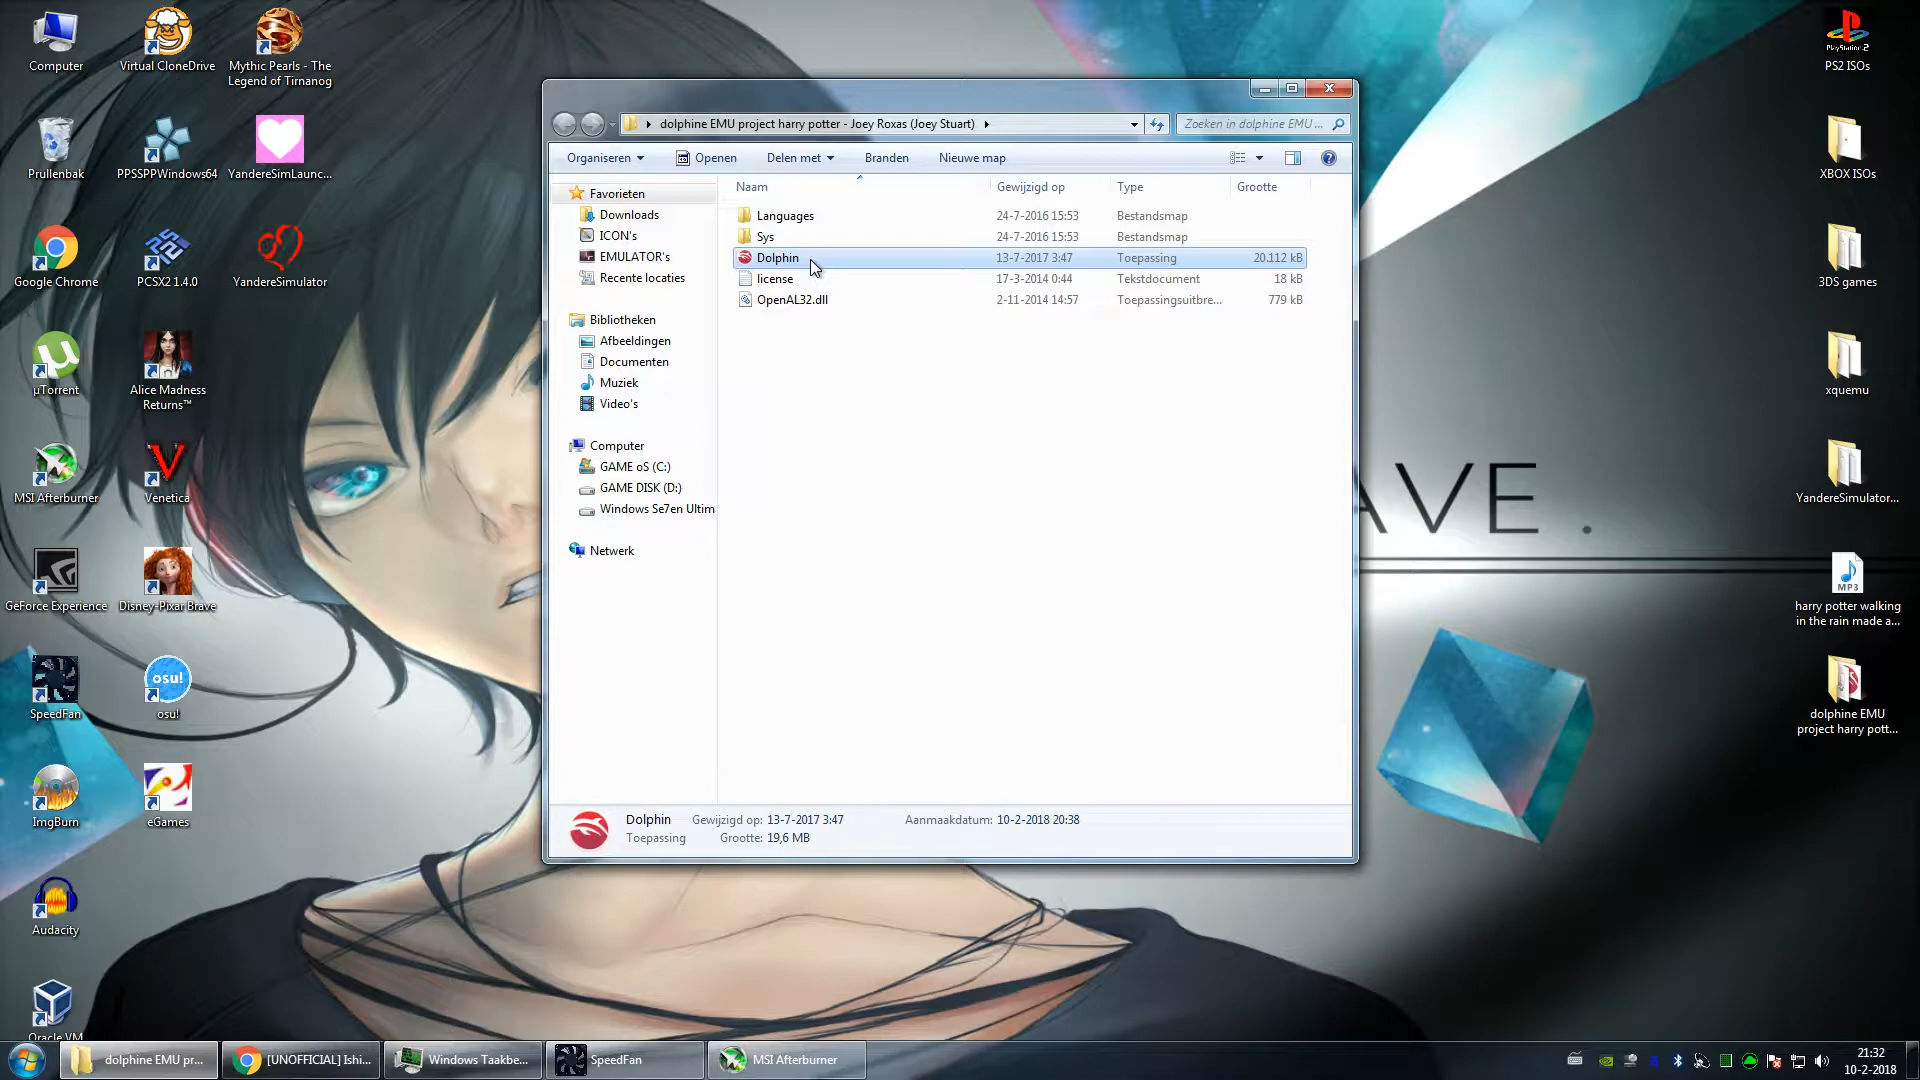 Computer
Virtual CloneDrive
Mythic Pearls - The
Legend of Tirnanog
Prullenbak
PPSSPPWindows64
YandereSimLaunc...
Google Chrome
PCSX2 1.4.0
YandereSimulator
µ
µTorrent
Alice Madness
Returns™
MSI Afterburner
Venetica
GeForce Experience
Disney-Pixar Brave
SpeedFan
osu!
osu!
ImgBurn
eGames
Audacity
Oracle VM
dolphine EMU project harry potter - Joey Roxas (Joey Stuart)
Zoeken in dolphine EMU ...
Organiseren
Openen
Delen met
Branden
Nieuwe map
Naam
Gewijzigd op
Type
Grootte
Languages
24-7-2016 15:53
Bestandsmap
Sys
24-7-2016 15:53
Bestandsmap
Dolphin
13-7-2017 3:47
Toepassing
20.112 kB
license
17-3-2014 0:44
Tekstdocument
18 kB
OpenAL32.dll
2-11-2014 14:57
Toepassingsuitbre...
779 kB
Favorieten
Downloads
ICON's
EMULATOR's
Recente locaties
Bibliotheken
Afbeeldingen
Documenten
Muziek
Video's
Computer
GAME oS (C:)
GAME DISK (D:)
Windows Se7en Ultim
Netwerk
Dolphin
Gewijzigd op: 13-7-2017 3:47
Aanmaakdatum: 10-2-2018 20:38
Toepassing
Grootte: 19,6 MB
AVE.
PlayStation 2
PS2 ISOs
XBOX ISOs
3DS games
xquemu
YandereSimulator...
MP3
harry potter walking
in the rain made a...
dolphine EMU
project harry pott...
dolphine EMU pr...
[UNOFFICIAL] Ishi...
Windows Taakbe...
SpeedFan
MSI Afterburner
21:32
10-2-2018